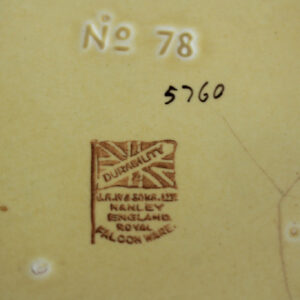 No 78
5760
DURABILITY
J.H.W & SONS. LTD.
HANLEY
ENGLAND
ROYAL
FALCON WARE.